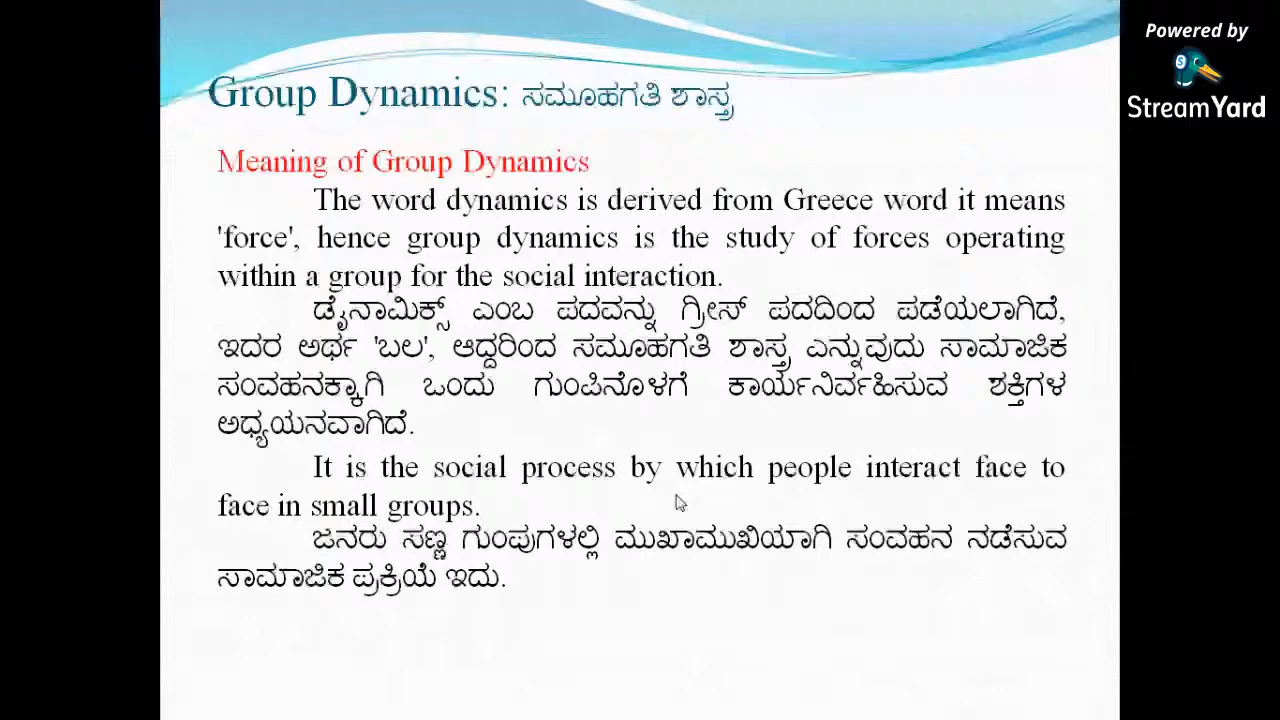 Powered by
StreamYard
Group Dynamics: ಸಮೂಹಗತಿ ಶಾಸ್ತ್ರ
Meaning of Group Dynamics
The word dynamics is derived from Greece word it means
'force', hence group dynamics is the study of forces operating
within a group for the social interaction.
ಡೈನಾಮಿಕ್ಸ್ ಎಂಬ ಪದವನ್ನು ಗ್ರೀಸ್ ಪದದಿಂದ ಪಡೆಯಲಾಗಿದೆ,
ಇದರ ಅರ್ಥ 'ಬಲ', ಆದ್ದರಿಂದ ಸಮೂಹಗತಿ ಶಾಸ್ತ್ರ ಎನ್ನುವುದು ಸಾಮಾಜಿಕ
ಸಂವಹನಕ್ಕಾಗಿ ಒಂದು ಗುಂಪಿನೊಳಗೆ ಕಾರ್ಯನಿರ್ವಹಿಸುವ ಶಕ್ತಿಗಳ
ಅಧ್ಯಯನವಾಗಿದೆ.
It is the social process by which people interact face to
face in small groups.
ಜನರು ಸಣ್ಣ ಗುಂಪುಗಳಲ್ಲಿ ಮುಖಾಮುಖಿಯಾಗಿ ಸಂವಹನ ನಡೆಸುವ
ಸಾಮಾಜಿಕ ಪ್ರಕ್ರಿಯೆ ಇದು.